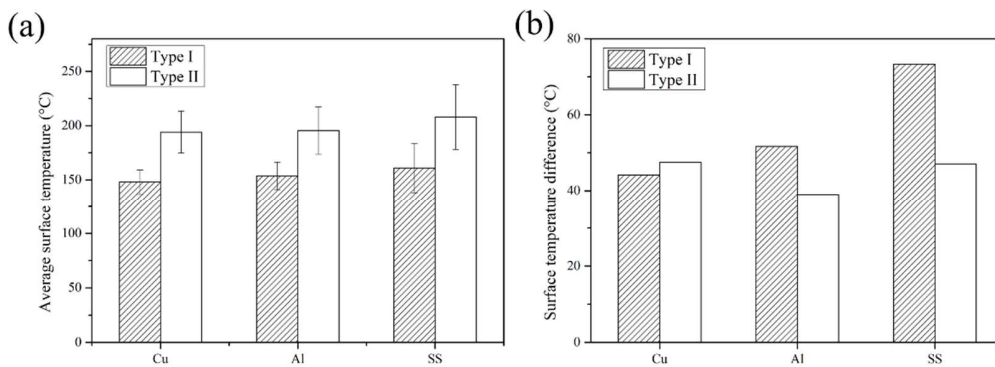 (a)
Type I
Type II
Average surface temperature (°C)
250
200
150
100
50
0
Cu Al SS
(b)
Type I
Type II
Surface temperature difference (°C)
80
60
40
20
0
Cu Al SS